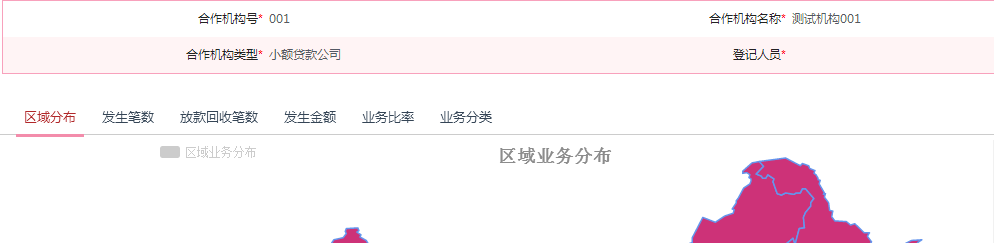 合作机构号* 001 合作机构名称* 测试机构001
合作机构类型* 小额贷款公司 登记人员*
区域分布 发生笔数 放款回收笔数 发生金额 业务比率 业务分类
区域业务分布 区域业务分布